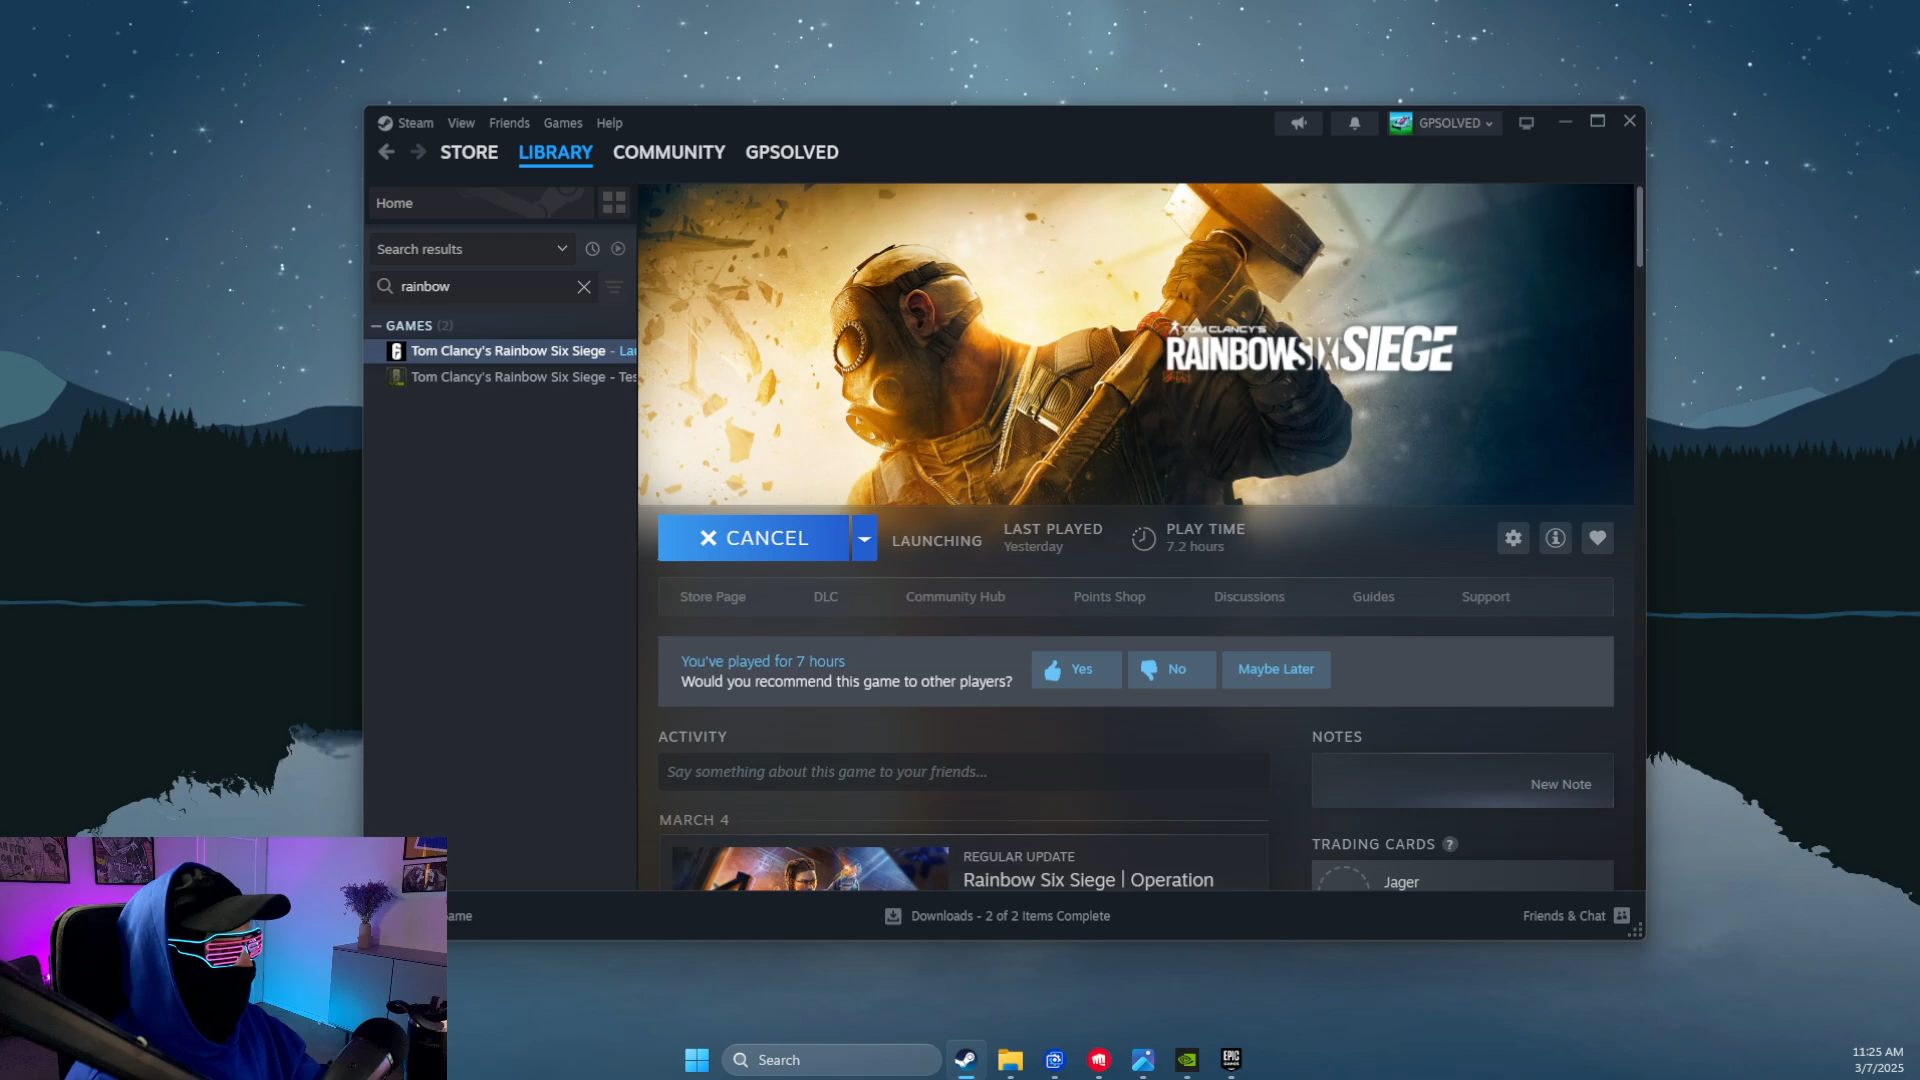 Steam View Friends Games Help
GPSOLVED
STORE LIBRARY COMMUNITY GPSOLVED
Home
Search results
rainbow
GAMES (2)
Tom Clancy's Rainbow Six Siege - Lau
Tom Clancy's Rainbow Six Siege - Tes
TOM CLANCY'S
RAINBOWSIX SIEGE
CANCEL
LAUNCHING
LAST PLAYED
Yesterday
PLAY TIME
7.2 hours
Store Page DLC Community Hub Points Shop Discussions Guides Support
You've played for 7 hours
Would you recommend this game to other players?
Yes No Maybe Later
ACTIVITY
Say something about this game to your friends...
NOTES
New Note
MARCH 4
REGULAR UPDATE
Rainbow Six Siege | Operation
TRADING CARDS ?
Jager
ame
Downloads - 2 of 2 Items Complete
Friends & Chat
Search
EPIC
GAMES
11:25 AM
3/7/2025